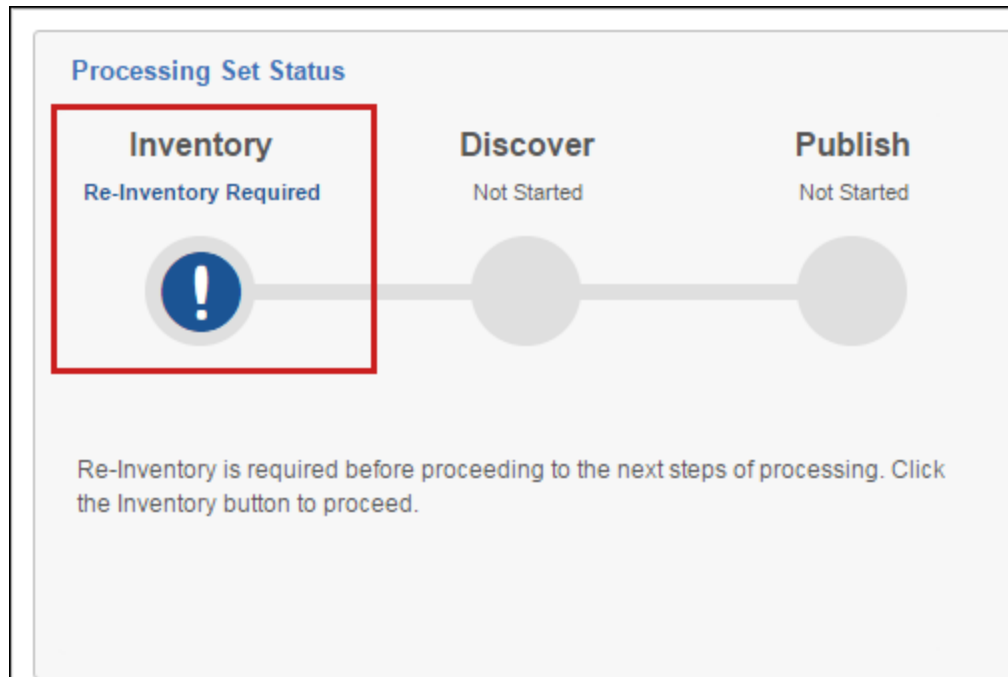 Processing Set Status
Inventory Discover Publish
Re-Inventory Required Not Started Not Started
!
Re-Inventory is required before proceeding to the next steps of processing. Click
the Inventory button to proceed.